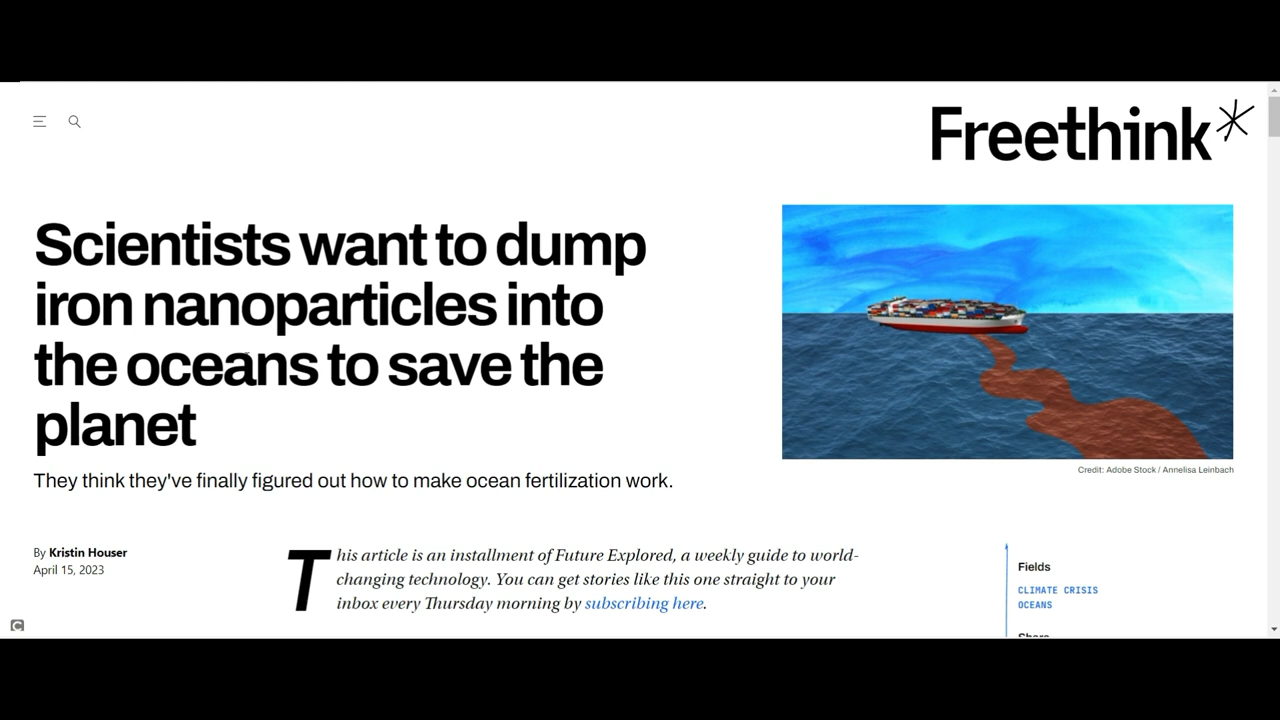 Freethink*
Scientists want to dump
iron nanoparticles into
the oceans to save the
planet
They think they've finally figured out how to make ocean fertilization work.
Credit: Adobe Stock / Annelisa Leinbach
By Kristin Houser
April 15, 2023
This article is an installment of Future Explored, a weekly guide to world-
changing technology. You can get stories like this one straight to your
inbox every Thursday morning by subscribing here.
Fields
CLIMATE CRISIS
OCEANS
Share